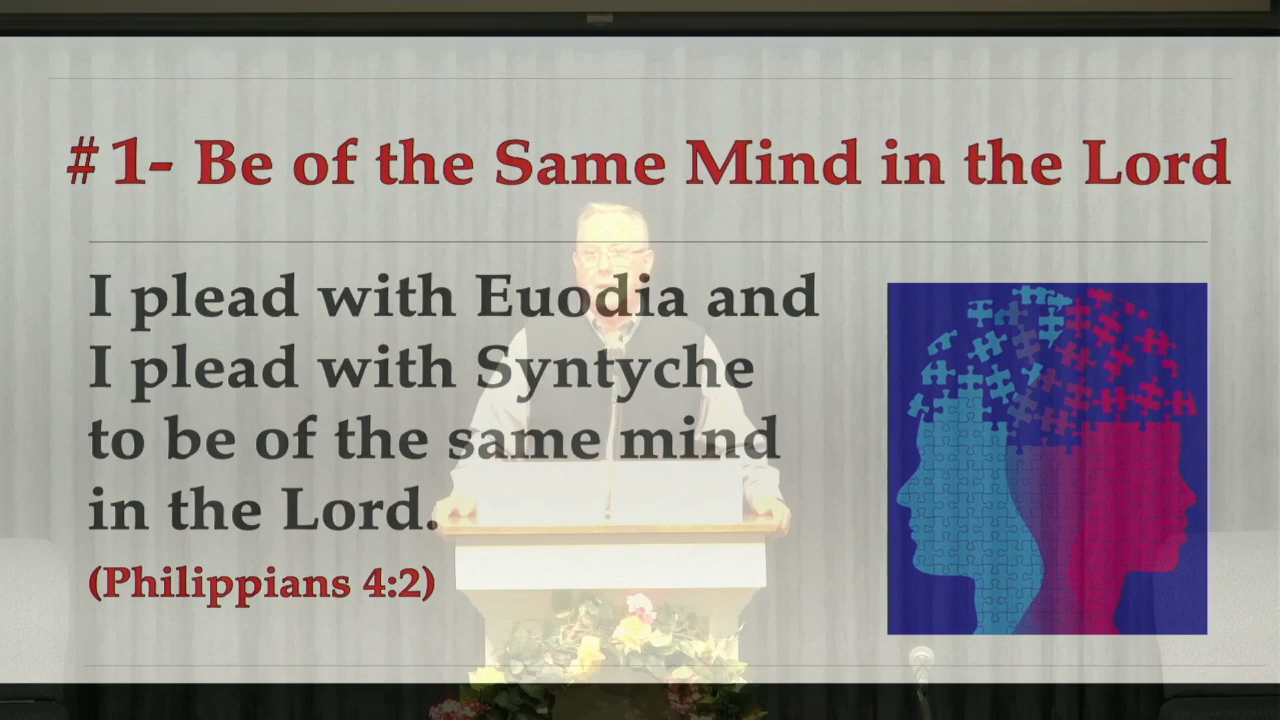 # 1- Be of the Same Mind in the Lord
I plead with Euodia and
I plead with Syntyche
to be of the same mind
in the Lord.
(Philippians 4:2)